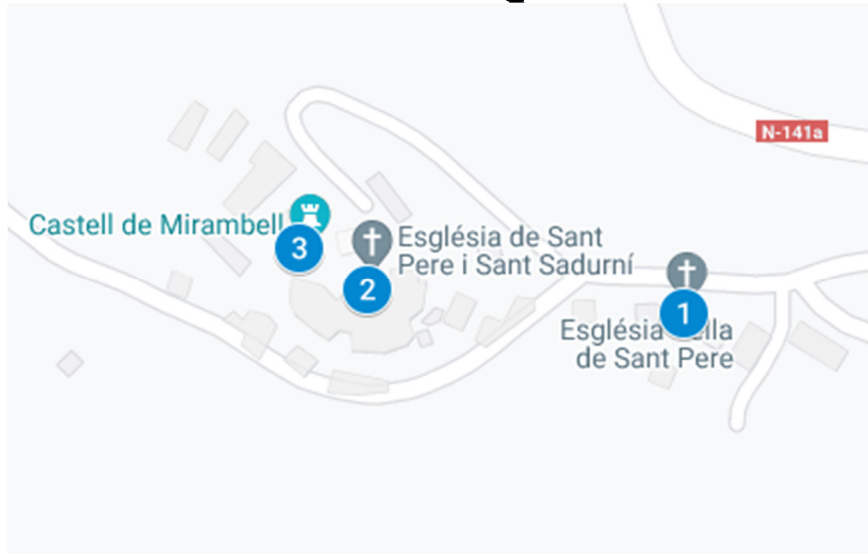 N-141a
Castell de Mirambell
3
Església de Sant
Pere i Sant Sadurní
2
1
Església
de Sant Pere